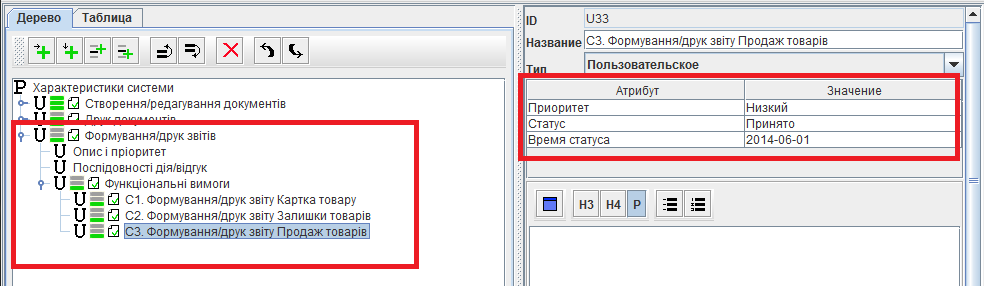 Дерево Таблица
P Характеристики системи
U Створення/редагування документів
U Друк документів
U Формування/друк звітів
U Опис і пріоритет
U Послідовності дія/відгук
U Функціональні вимоги
U С1. Формування/друк звіту Картка товару
U С2. Формування/друк звіту Залишки товарів
U С3. Формування/друк звіту Продаж товарів
ID U33
Название С3. Формування/друк звіту Продаж товарів
Тип Пользовательское
Атрибут Значение
Приоритет Низкий
Статус Принято
Время статуса 2014-06-01
H3 H4 P